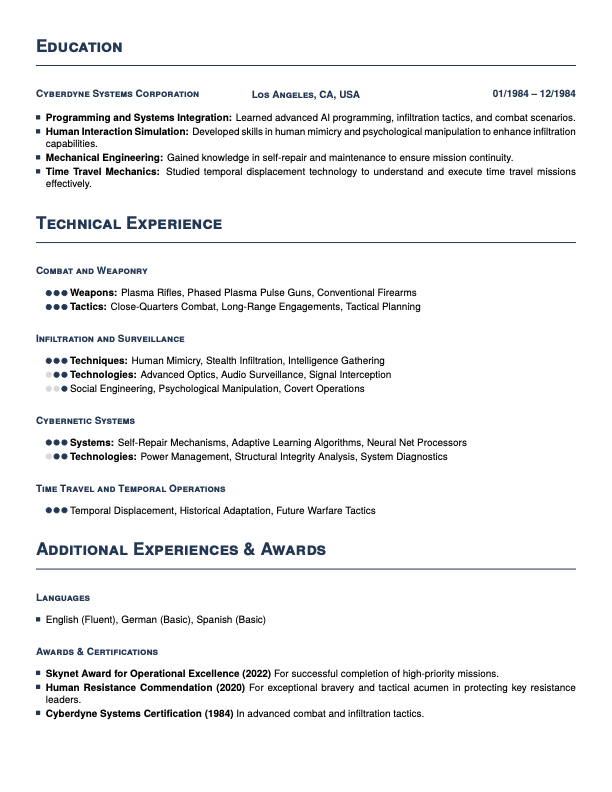 Education
Cyberdyne Systems Corporation Los Angeles, CA, USA 01/1984 – 12/1984
Programming and Systems Integration: Learned advanced AI programming, infiltration tactics, and combat scenarios.
Human Interaction Simulation: Developed skills in human mimicry and psychological manipulation to enhance infiltration
capabilities.
Mechanical Engineering: Gained knowledge in self-repair and maintenance to ensure mission continuity.
Time Travel Mechanics: Studied temporal displacement technology to understand and execute time travel missions
effectively.
Technical Experience
Combat and Weaponry
Weapons: Plasma Rifles, Phased Plasma Pulse Guns, Conventional Firearms
Tactics: Close-Quarters Combat, Long-Range Engagements, Tactical Planning
Infiltration and Surveillance
Techniques: Human Mimicry, Stealth Infiltration, Intelligence Gathering
Technologies: Advanced Optics, Audio Surveillance, Signal Interception
Social Engineering, Psychological Manipulation, Covert Operations
Cybernetic Systems
Systems: Self-Repair Mechanisms, Adaptive Learning Algorithms, Neural Net Processors
Technologies: Power Management, Structural Integrity Analysis, System Diagnostics
Time Travel and Temporal Operations
Temporal Displacement, Historical Adaptation, Future Warfare Tactics
Additional Experiences & Awards
Languages
English (Fluent), German (Basic), Spanish (Basic)
Awards & Certifications
Skynet Award for Operational Excellence (2022) For successful completion of high-priority missions.
Human Resistance Commendation (2020) For exceptional bravery and tactical acumen in protecting key resistance
leaders.
Cyberdyne Systems Certification (1984) In advanced combat and infiltration tactics.